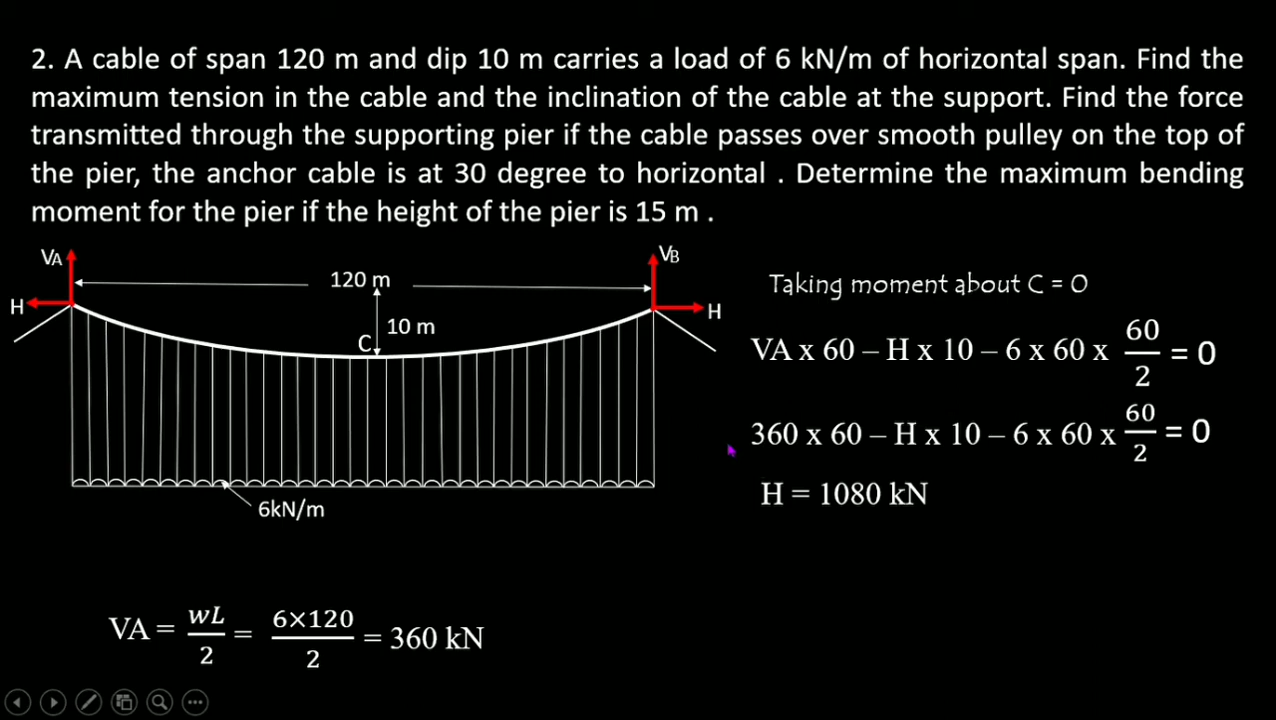 2. A cable of span 120 m and dip 10 m carries a load of 6 kN/m of horizontal span. Find the
maximum tension in the cable and the inclination of the cable at the support. Find the force
transmitted through the supporting pier if the cable passes over smooth pulley on the top of
the pier, the anchor cable is at 30 degree to horizontal . Determine the maximum bending
moment for the pier if the height of the pier is 15 m .
VA
VB
120 m
H
H
10 m
C
6kN/m
Taking moment about C = 0
VA x 60 – H x 10 – 6 x 60 x 60/2 = 0
360 x 60 – H x 10 – 6 x 60 x 60/2 = 0
H = 1080 kN
VA = wL/2 = 6×120/2 = 360 kN